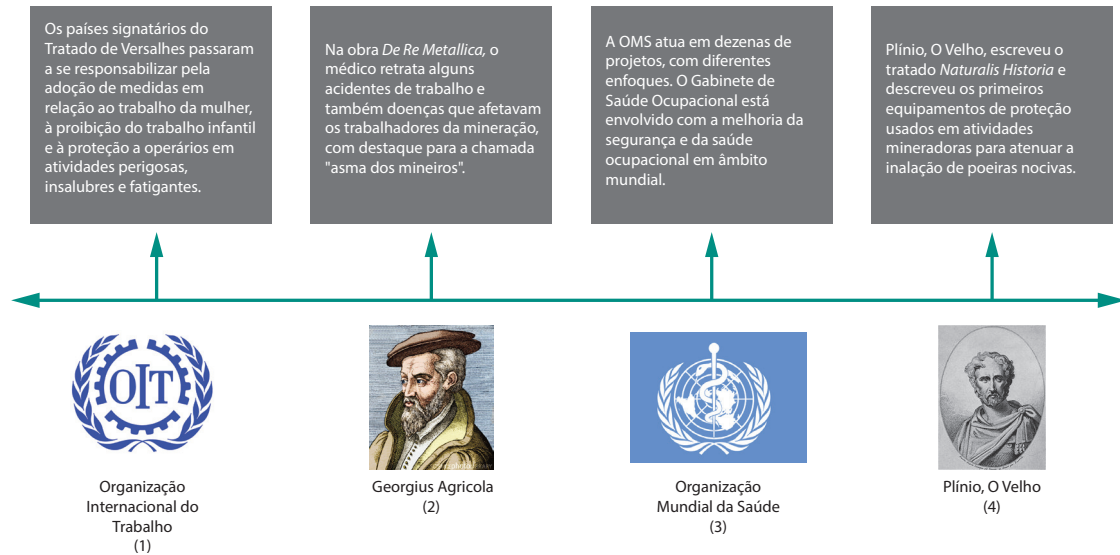 Os países signatários do
Tratado de Versalhes passaram
a se responsabilizar pela
adoção de medidas em
relação ao trabalho da mulher,
à proibição do trabalho infantil
e à proteção a operários em
atividades perigosas,
insalubres e fatigantes.
Na obra De Re Metallica, o
médico retrata alguns
acidentes de trabalho e
também doenças que afetavam
os trabalhadores da mineração,
com destaque para a chamada
"asma dos mineiros".
A OMS atua em dezenas de
projetos, com diferentes
enfoques. O Gabinete de
Saúde Ocupacional está
envolvido com a melhoria da
segurança e da saúde
ocupacional em âmbito
mundial.
Plínio, O Velho, escreveu o
tratado Naturalis Historia e
descreveu os primeiros
equipamentos de proteção
usados em atividades
mineradoras para atenuar a
inalação de poeiras nocivas.
OIT
Organização
Internacional do
Trabalho
(1)
Georgius Agricola
(2)
Organização
Mundial da Saúde
(3)
Plínio, O Velho
(4)